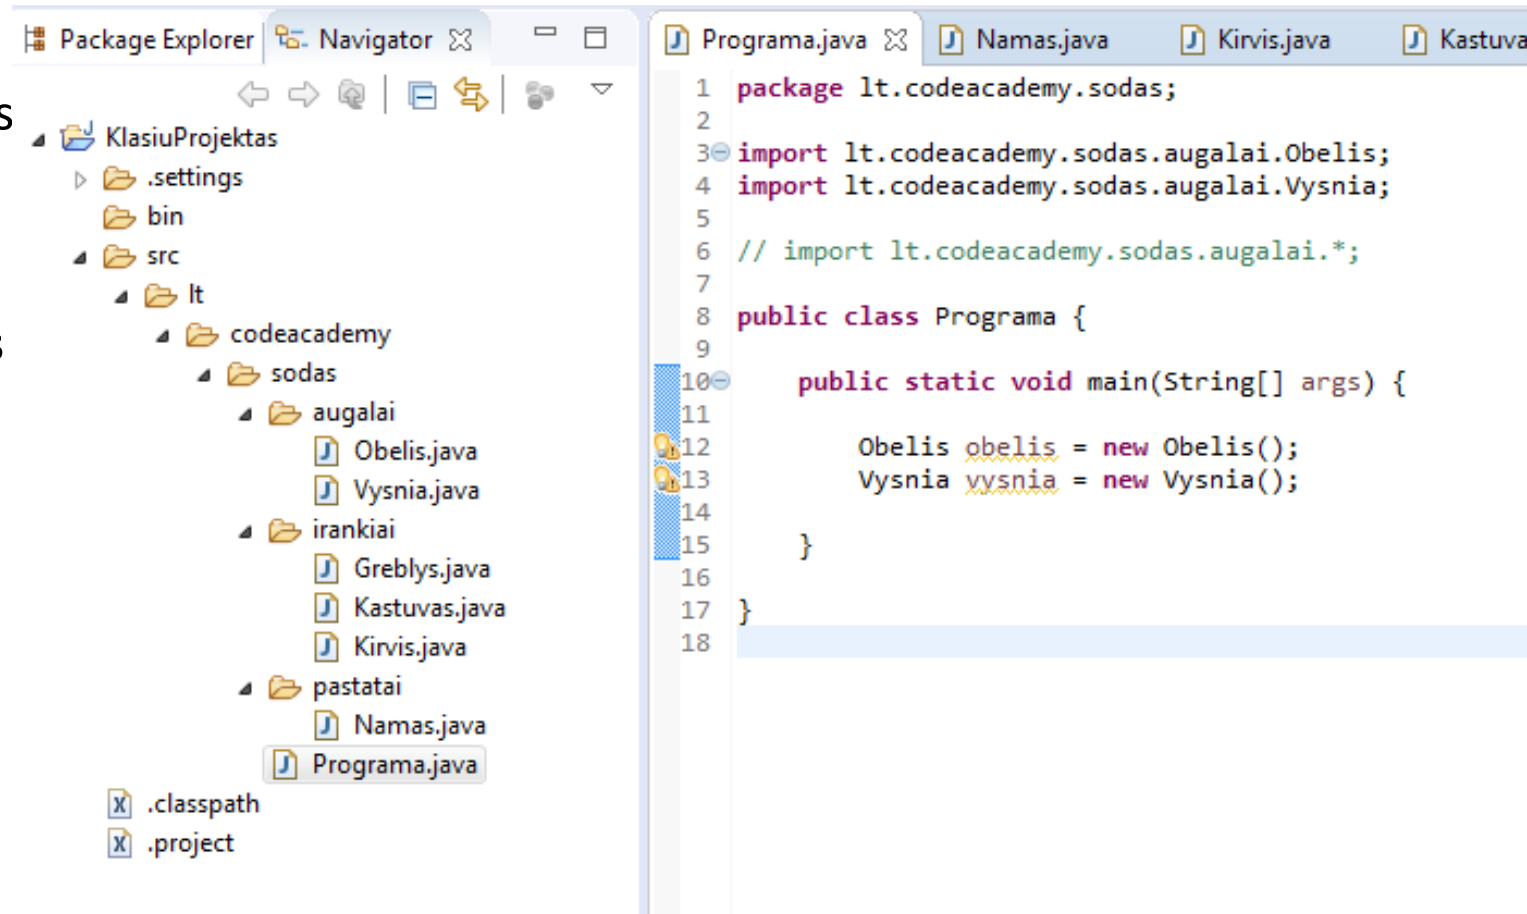 Package Explorer
Navigator
s
KlasiuProjektas
.settings
bin
src
lt
s
codeacademy
sodas
augalai
Obelis.java
Vysnia.java
irankiai
Greblys.java
Kastuvas.java
Kirvis.java
pastatai
Namas.java
Programa.java
.classpath
.project
Programa.java
Namas.java
Kirvis.java
Kastuva
1 package lt.codeacademy.sodas;
2
3 import lt.codeacademy.sodas.augalai.Obelis;
4 import lt.codeacademy.sodas.augalai.Vysnia;
5
6 // import lt.codeacademy.sodas.augalai.*;
7
8 public class Programa {
9
10 public static void main(String[] args) {
11
12 Obelis obelis = new Obelis();
13 Vysnia vysnia = new Vysnia();
14
15 }
16
17 }
18